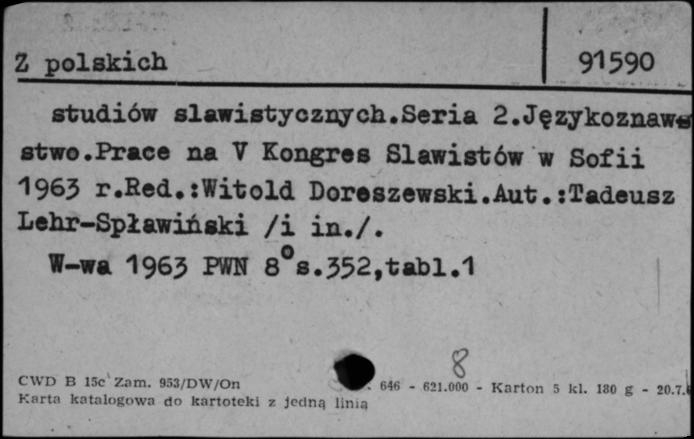 Z polskich 91590
studiów slawistycznych.Seria 2.Językoznaw
stwo.Prace na V Kongres Slawistów w Sofii
1963 r.Red.:Witold Doroszewski.Aut.:Tadeusz
Lehr-Spławiński /i in./.
W-wa 1963 PWN 8°s.352,tabl.1
8
CWD B 15c Zam. 953/DW/On 646 - 621.000 - Karton 5 kl. 180 g - 20.7.
Karta katalogowa do kartoteki z jedną linią